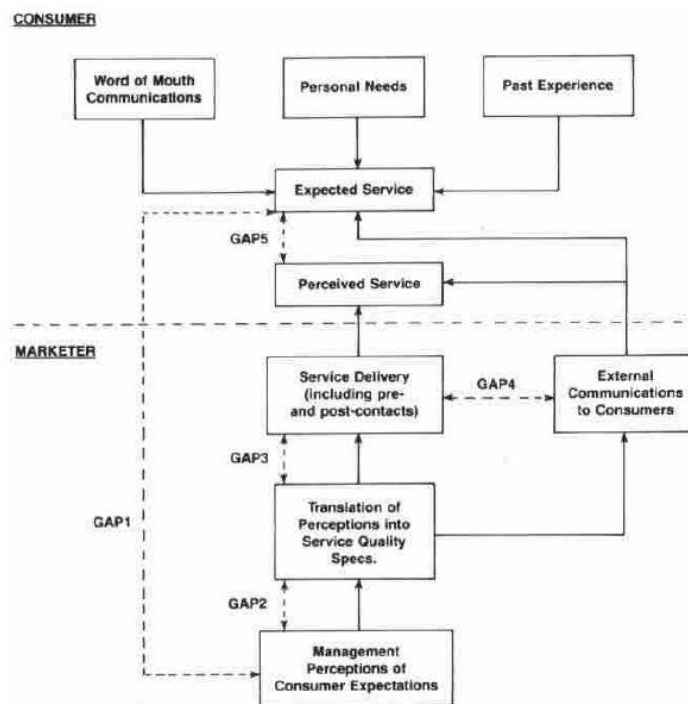 CONSUMER
Word of Mouth
Communications
Personal Needs
Past Experience
Expected Service
GAP5
Perceived Service
MARKETER
Service Delivery
(including pre-
and post-contacts)
GAP4
External
Communications
to Consumers
GAP3
Translation of
Perceptions into
Service Quality
Specs.
GAP1
GAP2
Management
Perceptions of
Consumer Expectations